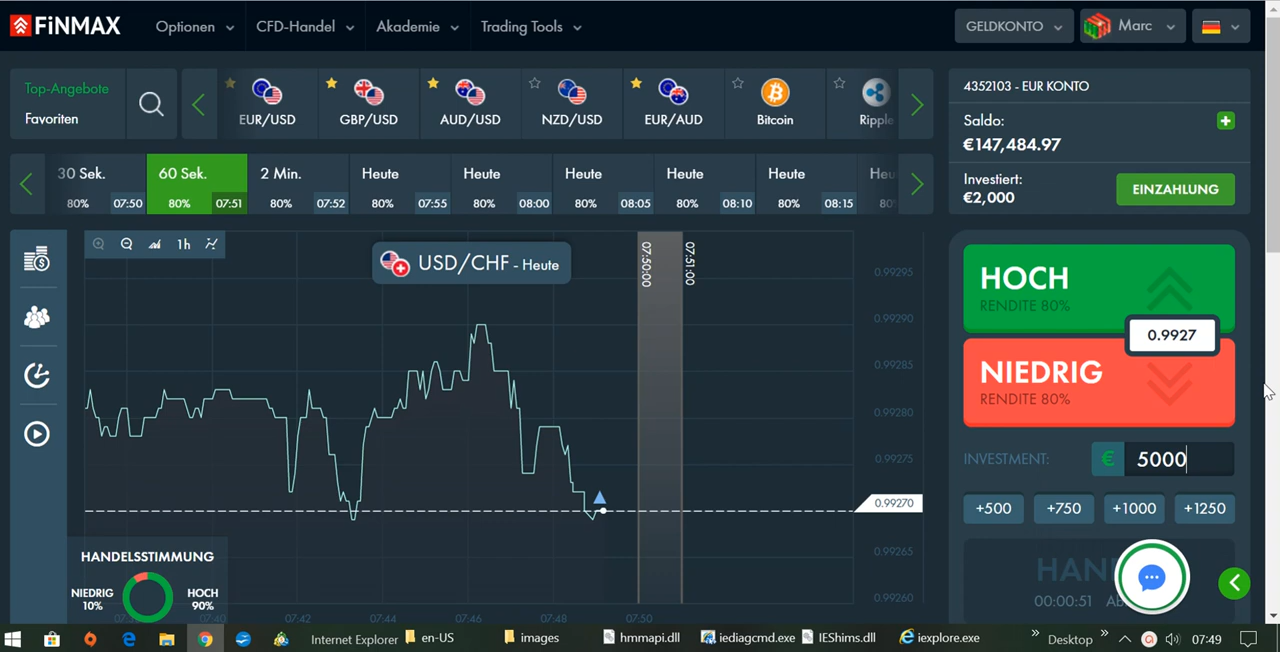 FiNMAX
Optionen
CFD-Handel
Akademie
Trading Tools
GELDKONTO
Marc
Top-Angebote
Favoriten
EUR/USD
GBP/USD
AUD/USD
NZD/USD
EUR/AUD
Bitcoin
Ripple
4352103 - EUR KONTO
Saldo:
€147,484.97
Investiert:
€2,000
EINZAHLUNG
30 Sek.
80% 07:50
60 Sek.
80% 07:51
2 Min.
80% 07:52
Heute
80% 07:55
Heute
80% 08:00
Heute
80% 08:05
Heute
80% 08:10
Heute
80% 08:15
Heu
80%
1h
USD/CHF - Heute
07:50:00
07:51:00
0.99295
0.99290
0.99285
0.99280
0.99275
0.99270
0.99265
0.99260
HOCH
RENDITE 80%
0.9927
NIEDRIG
RENDITE 80%
INVESTMENT:
€ 5000
+500
+750
+1000
+1250
HAN
00:00:51
HANDELSSTIMMUNG
NIEDRIG
10%
HOCH
90%
07:40
07:42
07:44
07:46
07:48
07:50
Internet Explorer
en-US
images
hmmapi.dll
iediagcmd.exe
IEShims.dll
iexplore.exe
Desktop
07:49